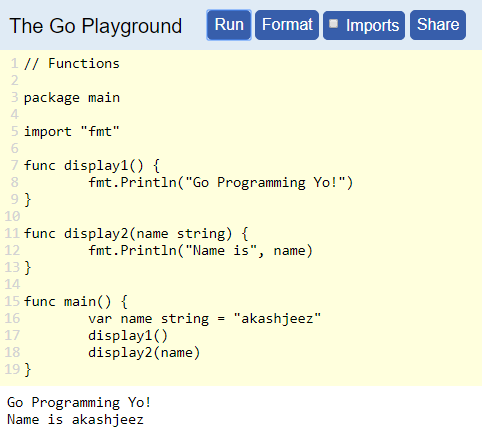 The Go Playground Run Format Imports Share
1 // Functions
2
3 package main
4
5 import "fmt"
6
7 func display1() {
8         fmt.Println("Go Programming Yo!")
9 }
10
11 func display2(name string) {
12         fmt.Println("Name is", name)
13 }
14
15 func main() {
16         var name string = "akashjeez"
17         display1()
18         display2(name)
19 }
Go Programming Yo!
Name is akashjeez